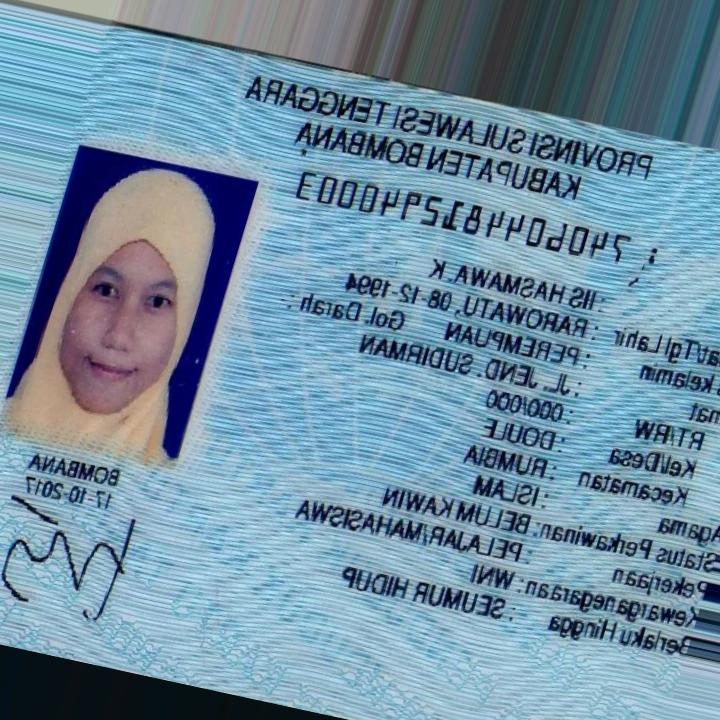 PROVINSI SULAWESI TENGGARA
KABUPATEN BOMBANA
: 7406044812940003
: IIS HASMAWA K
at/Tgl Lahir : RAROWATU, 08-12-1994
kelamin : PEREMPUAN Gol. Darah :
mat : JL. JEND. SUDIRMAN
RT/RW : 000/000
Kel/Desa : DOULE
Kecamatan : RUMBIA
Agama : ISLAM
Status Perkawinan: BELUM KAWIN
Pekerjaan : PELAJAR/MAHASISWA
Kewarganegaraan: WNI
Berlaku Hingga : SEUMUR HIDUP
BOMBANA
17-10-2017